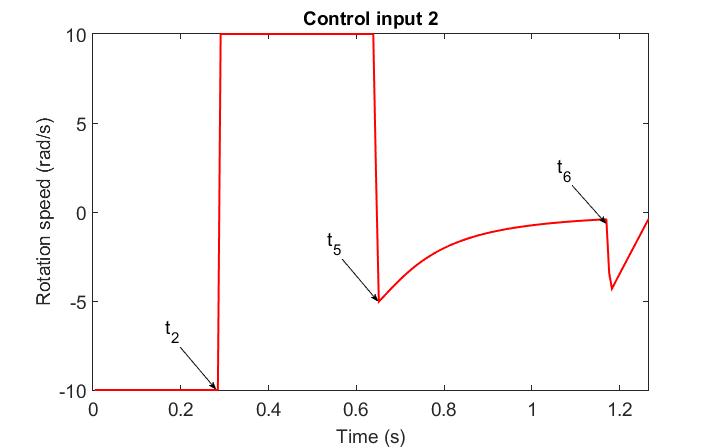 Control input 2
10
5
0
-5
-10
Rotation speed (rad/s)
t2
t5
t6
0 0.2 0.4 0.6 0.8 1 1.2
Time (s)